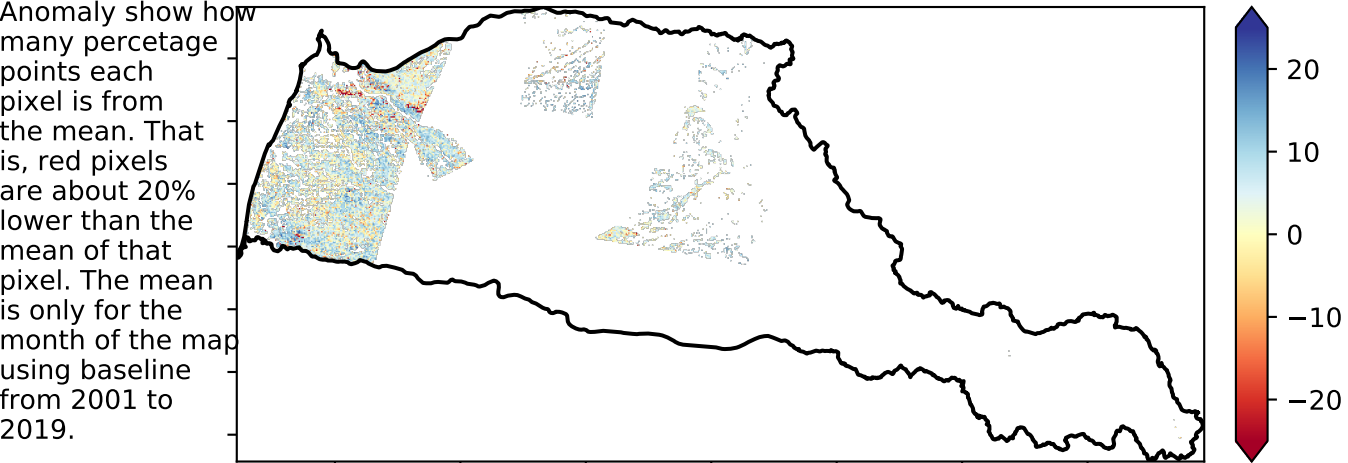 Anomaly show how
many percetage
points each
pixel is from
the mean. That
is, red pixels
are about 20%
lower than the
mean of that
pixel. The mean
is only for the
month of the map
using baseline
from 2001 to
2019.
20
10
0
−10
−20